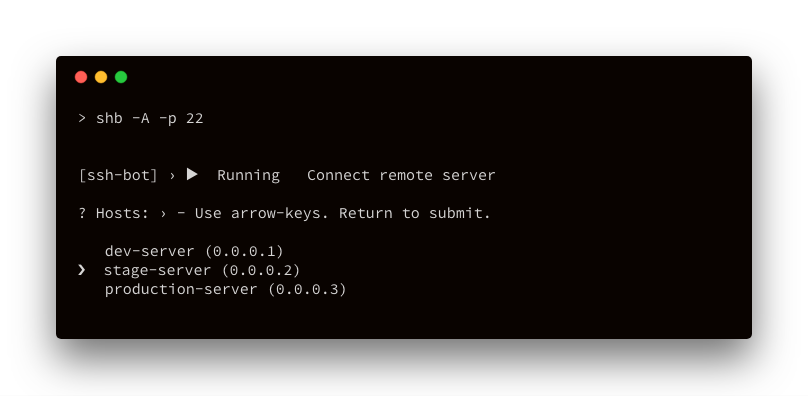 > shb -A -p 22
[ssh-bot] › ▶ Running Connect remote server
? Hosts: › - Use arrow-keys. Return to submit.
dev-server (0.0.0.1)
❯ stage-server (0.0.0.2)
production-server (0.0.0.3)